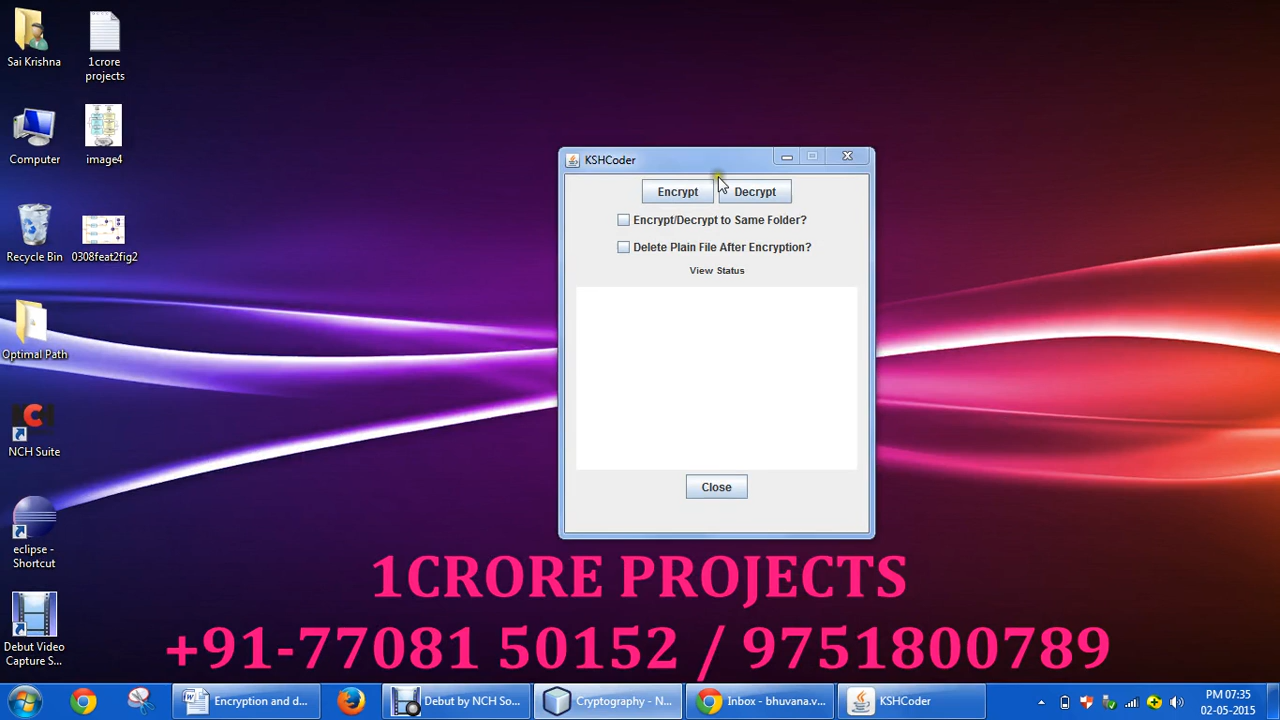 Sai Krishna
1crore
projects
Computer
image4
Recycle Bin
0308feat2fig2
Optimal Path
NCH Suite
eclipse -
Shortcut
Debut Video
Capture S...
KSHCoder
Encrypt
Decrypt
Encrypt/Decrypt to Same Folder?
Delete Plain File After Encryption?
View Status
Close
1CRORE PROJECTS
+91-77081 50152 / 9751800789
Encryption and d...
Debut by NCH So...
Cryptography - N...
Inbox - bhuvana.v...
KSHCoder
PM 07:35
02-05-2015